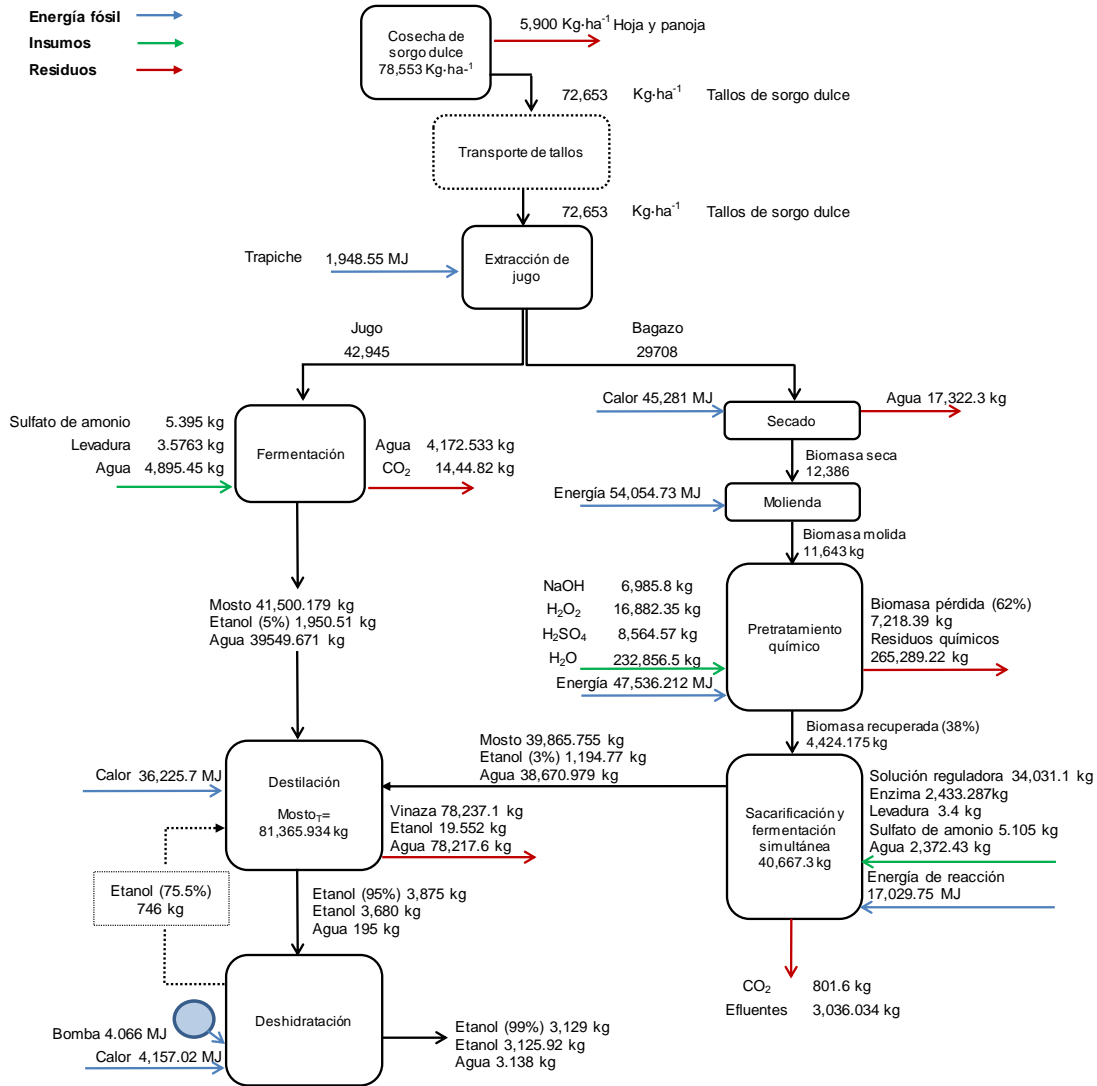 Energía fósil
Insumos
Residuos
Cosecha de
sorgo dulce
78,553 Kg·ha-¹
5,900 Kg·ha⁻¹ Hoja y panoja
72,653 Kg·ha⁻¹ Tallos de sorgo dulce
Transporte de tallos
72,653 Kg·ha⁻¹ Tallos de sorgo dulce
Trapiche 1,948.55 MJ
Extracción de
jugo
Jugo
42,945
Bagazo
29708
Sulfato de amonio 5.395 kg
Levadura 3.5763 kg
Agua 4,895.45 kg
Fermentación
Agua 4,172.533 kg
CO₂ 14,44.82 kg
Calor 45,281 MJ
Secado
Agua 17,322.3 kg
Biomasa seca
12,386
Energía 54,054.73 MJ
Molienda
Biomasa molida
11,643 kg
Mosto 41,500.179 kg
Etanol (5%) 1,950.51 kg
Agua 39549.671 kg
NaOH 6,985.8 kg
H₂O₂ 16,882.35 kg
H₂SO₄ 8,564.57 kg
H₂O 232,856.5 kg
Energía 47,536.212 MJ
Pretratamiento
químico
Biomasa pérdida (62%)
7,218.39 kg
Residuos químicos
265,289.22 kg
Biomasa recuperada (38%)
4,424.175 kg
Mosto 39,865.755 kg
Etanol (3%) 1,194.77 kg
Agua 38,670.979 kg
Calor 36,225.7 MJ
Destilación
Mosto_T=
81,365.934 kg
Vinaza 78,237.1 kg
Etanol 19.552 kg
Agua 78,217.6 kg
Sacarificación y
fermentación
simultánea
40,667.3 kg
Solución reguladora 34,031.1 kg
Enzima 2,433.287kg
Levadura 3.4 kg
Sulfato de amonio 5.105 kg
Agua 2,372.43 kg
Energía de reacción
17,029.75 MJ
Etanol (75.5%)
746 kg
Etanol (95%) 3,875 kg
Etanol 3,680 kg
Agua 195 kg
CO₂ 801.6 kg
Efluentes 3,036.034 kg
Deshidratación
Bomba 4.066 MJ
Calor 4,157.02 MJ
Etanol (99%) 3,129 kg
Etanol 3,125.92 kg
Agua 3.138 kg